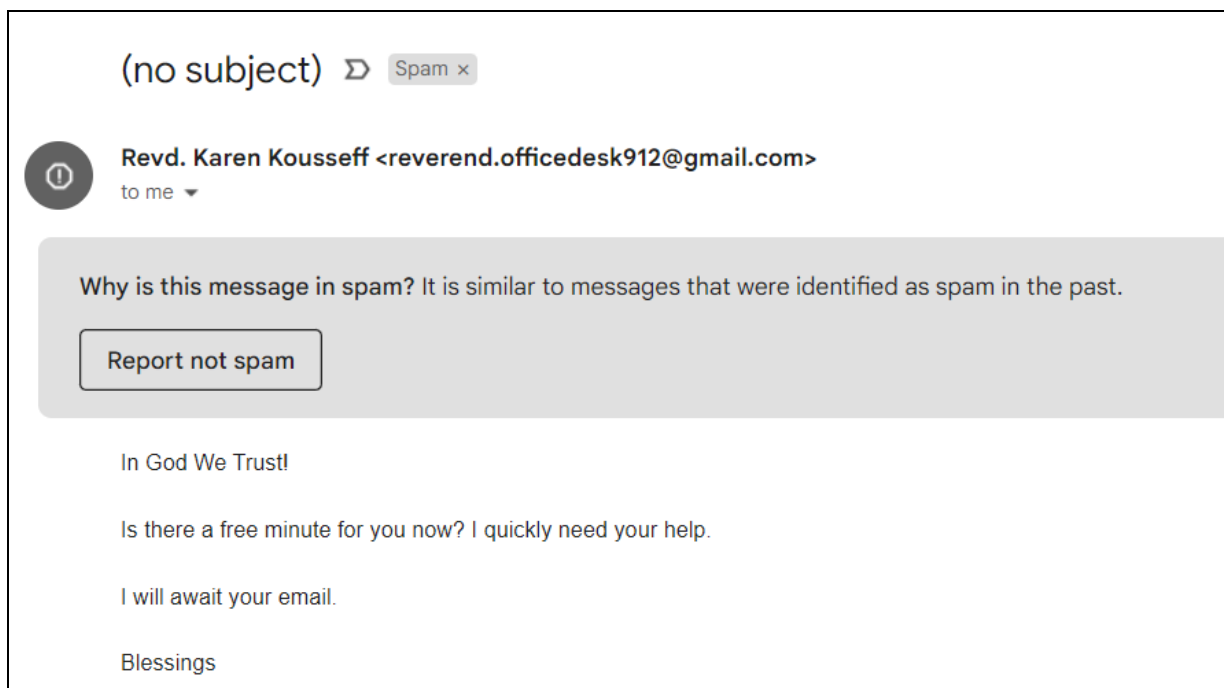 (no subject) Spam ×
Revd. Karen Kousseff <reverend.officedesk912@gmail.com>
to me
Why is this message in spam? It is similar to messages that were identified as spam in the past.
Report not spam
In God We Trust!
Is there a free minute for you now? I quickly need your help.
I will await your email.
Blessings